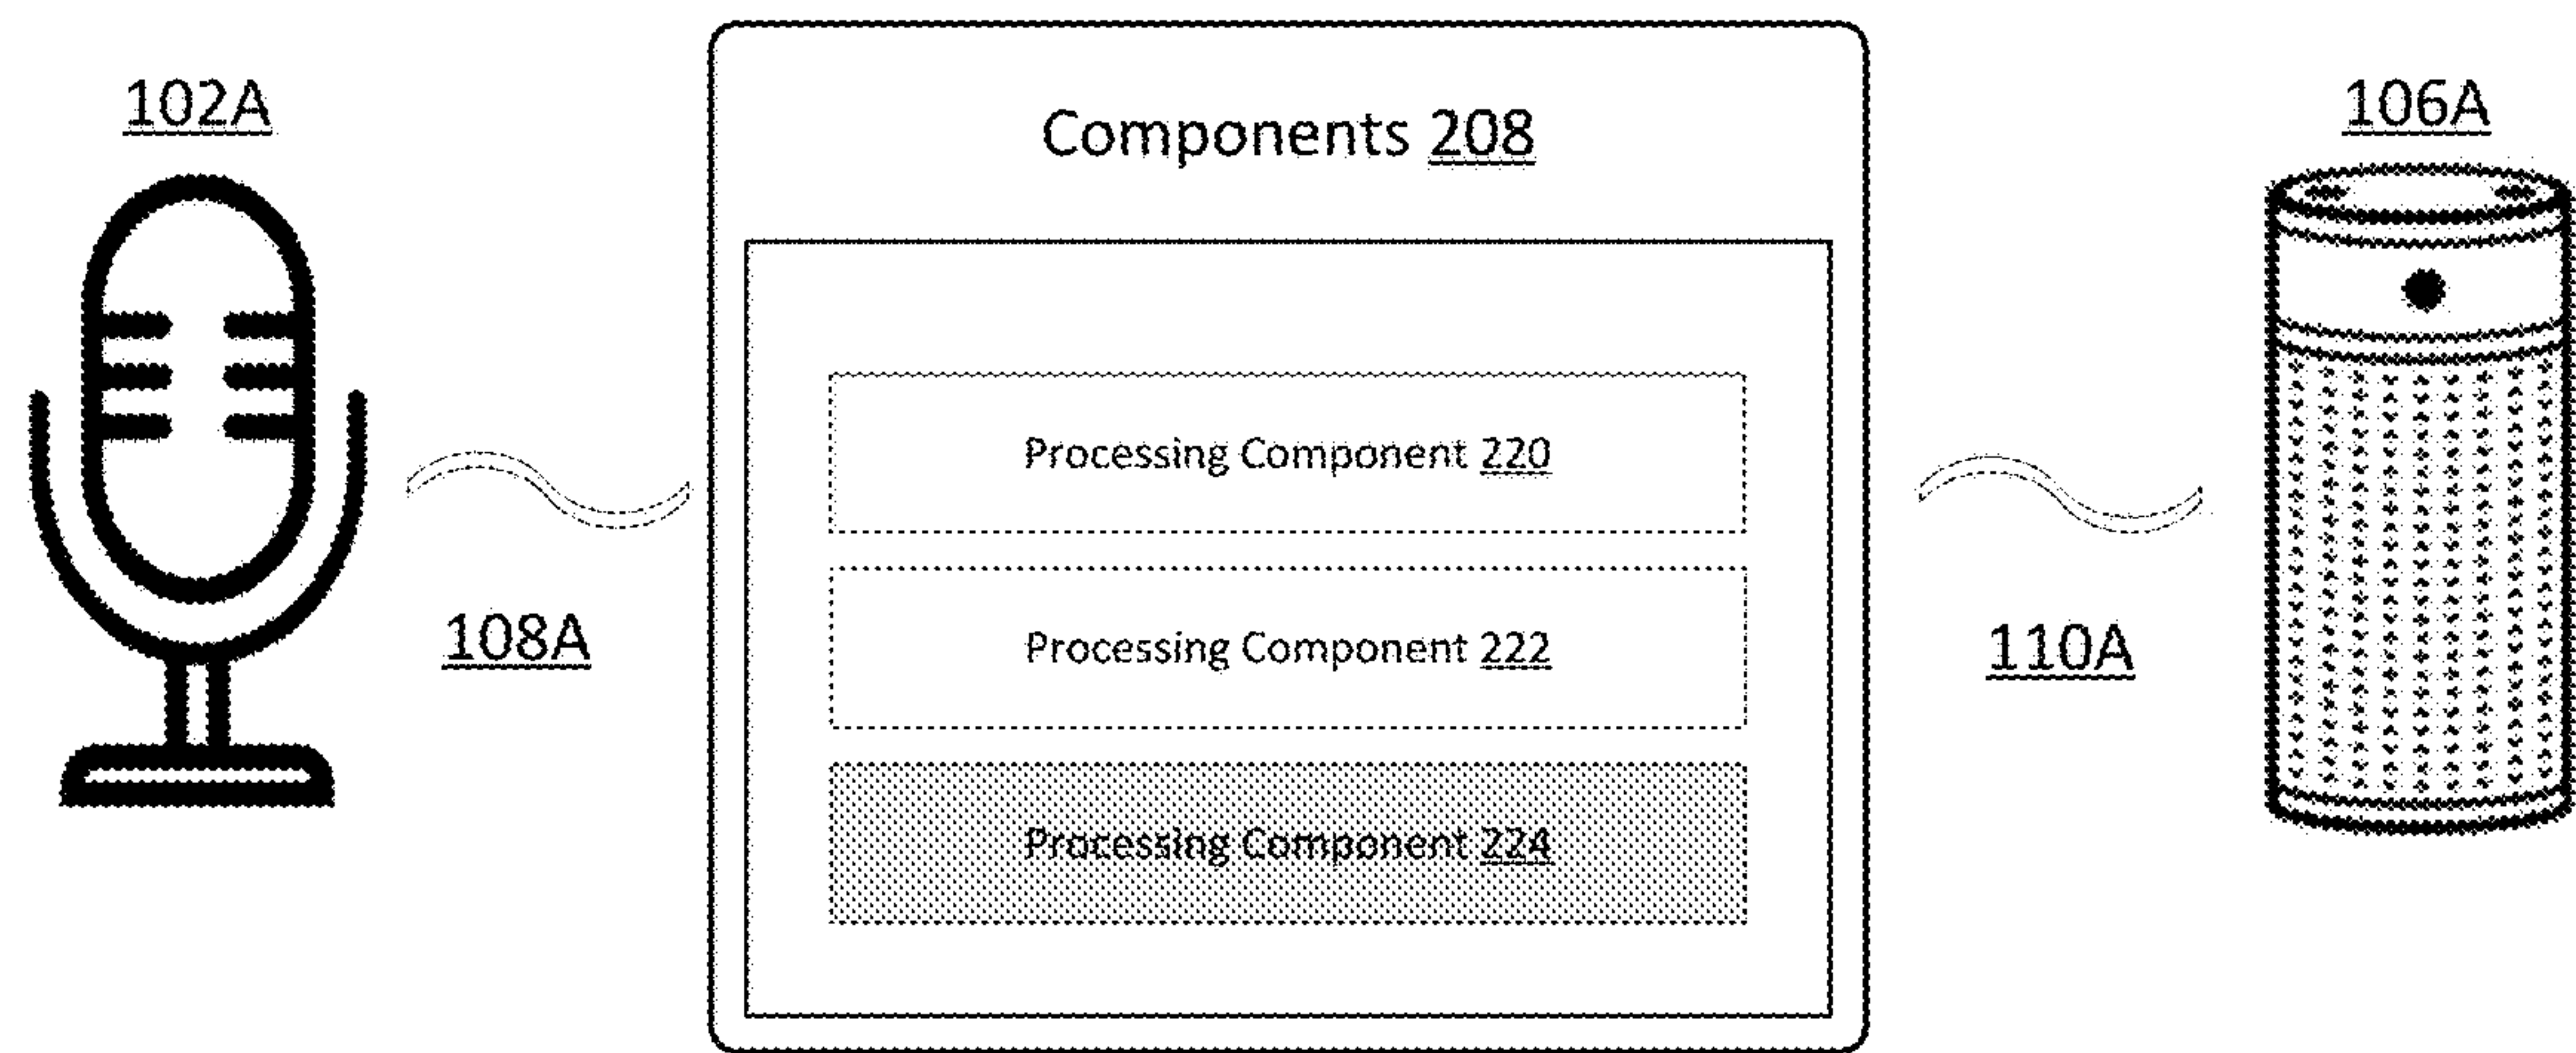 102A
Components 208
106A
Processing Component 220
Processing Component 222
108A
110A
Processing Component 224